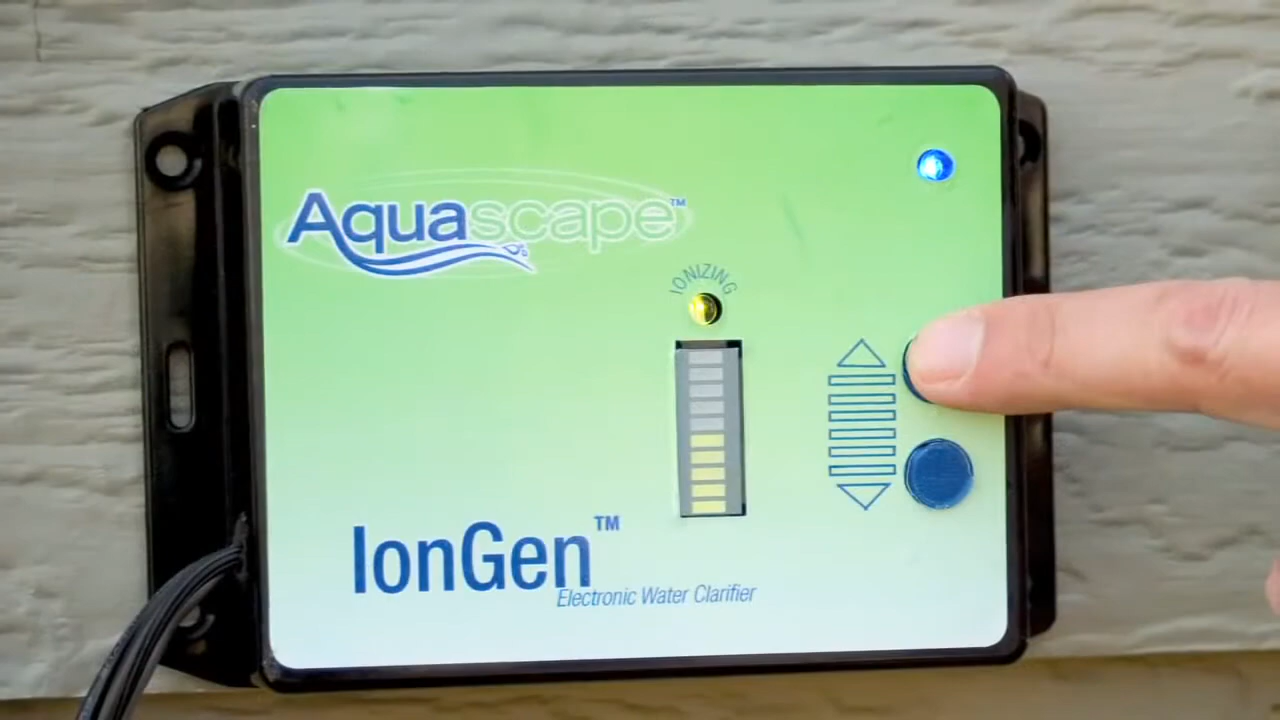 Aquascape™
IONIZING
IonGen™
Electronic Water Clarifier